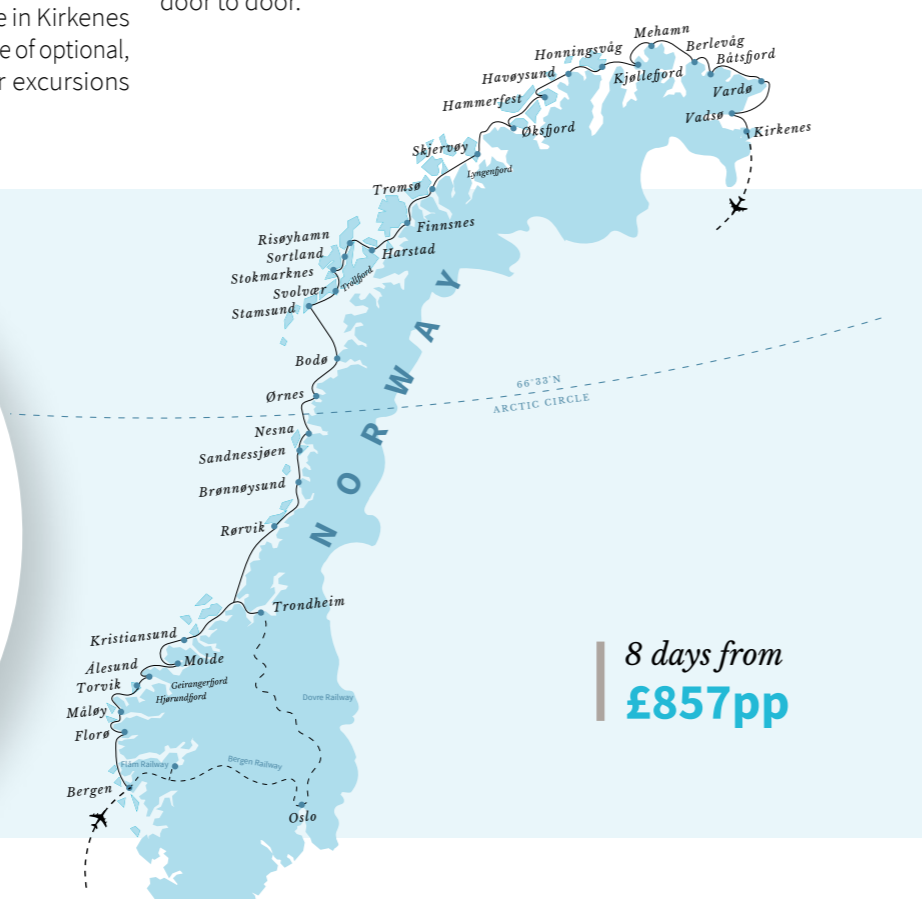 e in Kirkenes
e of optional,
r excursions
door to door.
Mehamn
Honningsvåg
Berlevåg
Båtsfjord
Havøysund
Kjøllefjord
Vardø
Hammerfest
Vadsø
Øksfjord
Kirkenes
Skjervøy
Lyngenfjord
Tromsø
Finnsnes
Risøyhamn
Harstad
Sortland
Stokmarknes
Trollfjord
Svolvær
Stamsund
NORWAY
Bodø
66°33'N
ARCTIC CIRCLE
Ørnes
Nesna
Sandnessjøen
Brønnøysund
Rørvik
Trondheim
Kristiansund
Ålesund
Molde
Torvik
Geirangerfjord
Hjørundfjord
Måløy
Dovre Railway
Florø
Flåm Railway
Bergen Railway
Bergen
Oslo
8 days from
£857pp